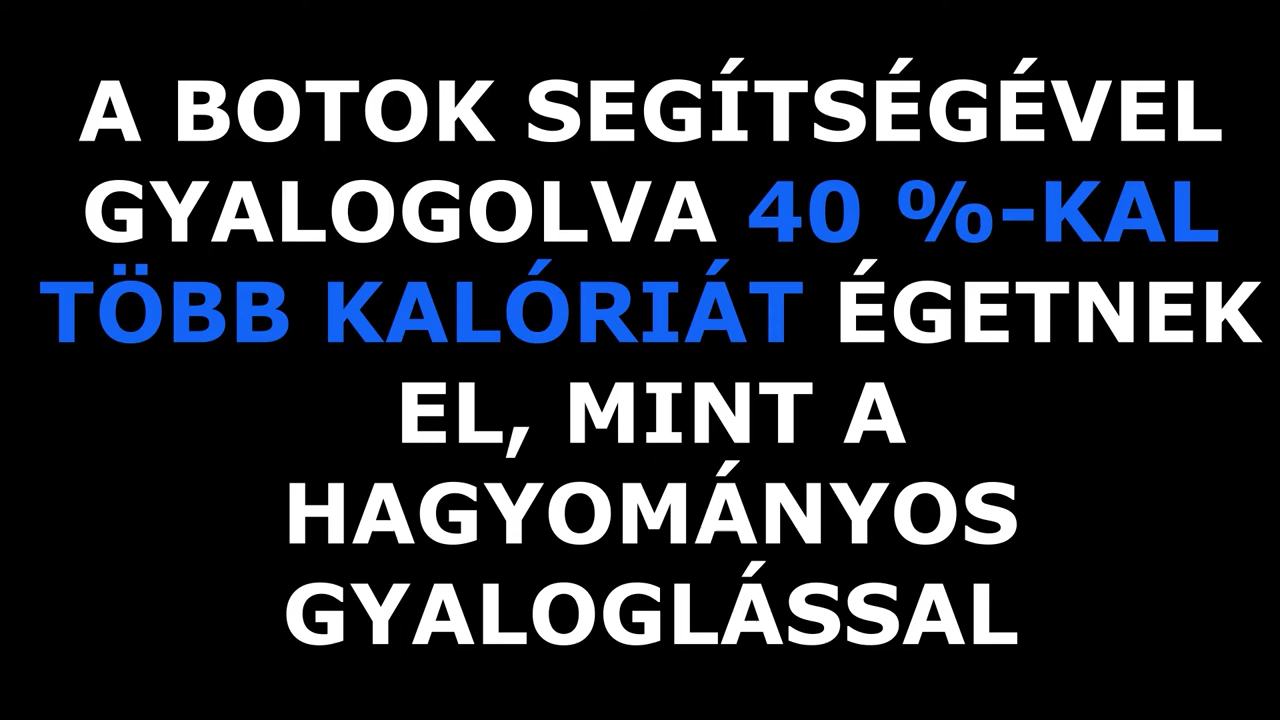 A BOTOK SEGÍTSÉGÉVEL
GYALOGOLVA 40 %-KAL
TÖBB KALÓRIÁT ÉGETNEK
EL, MINT A
HAGYOMÁNYOS
GYALOGLÁSSAL